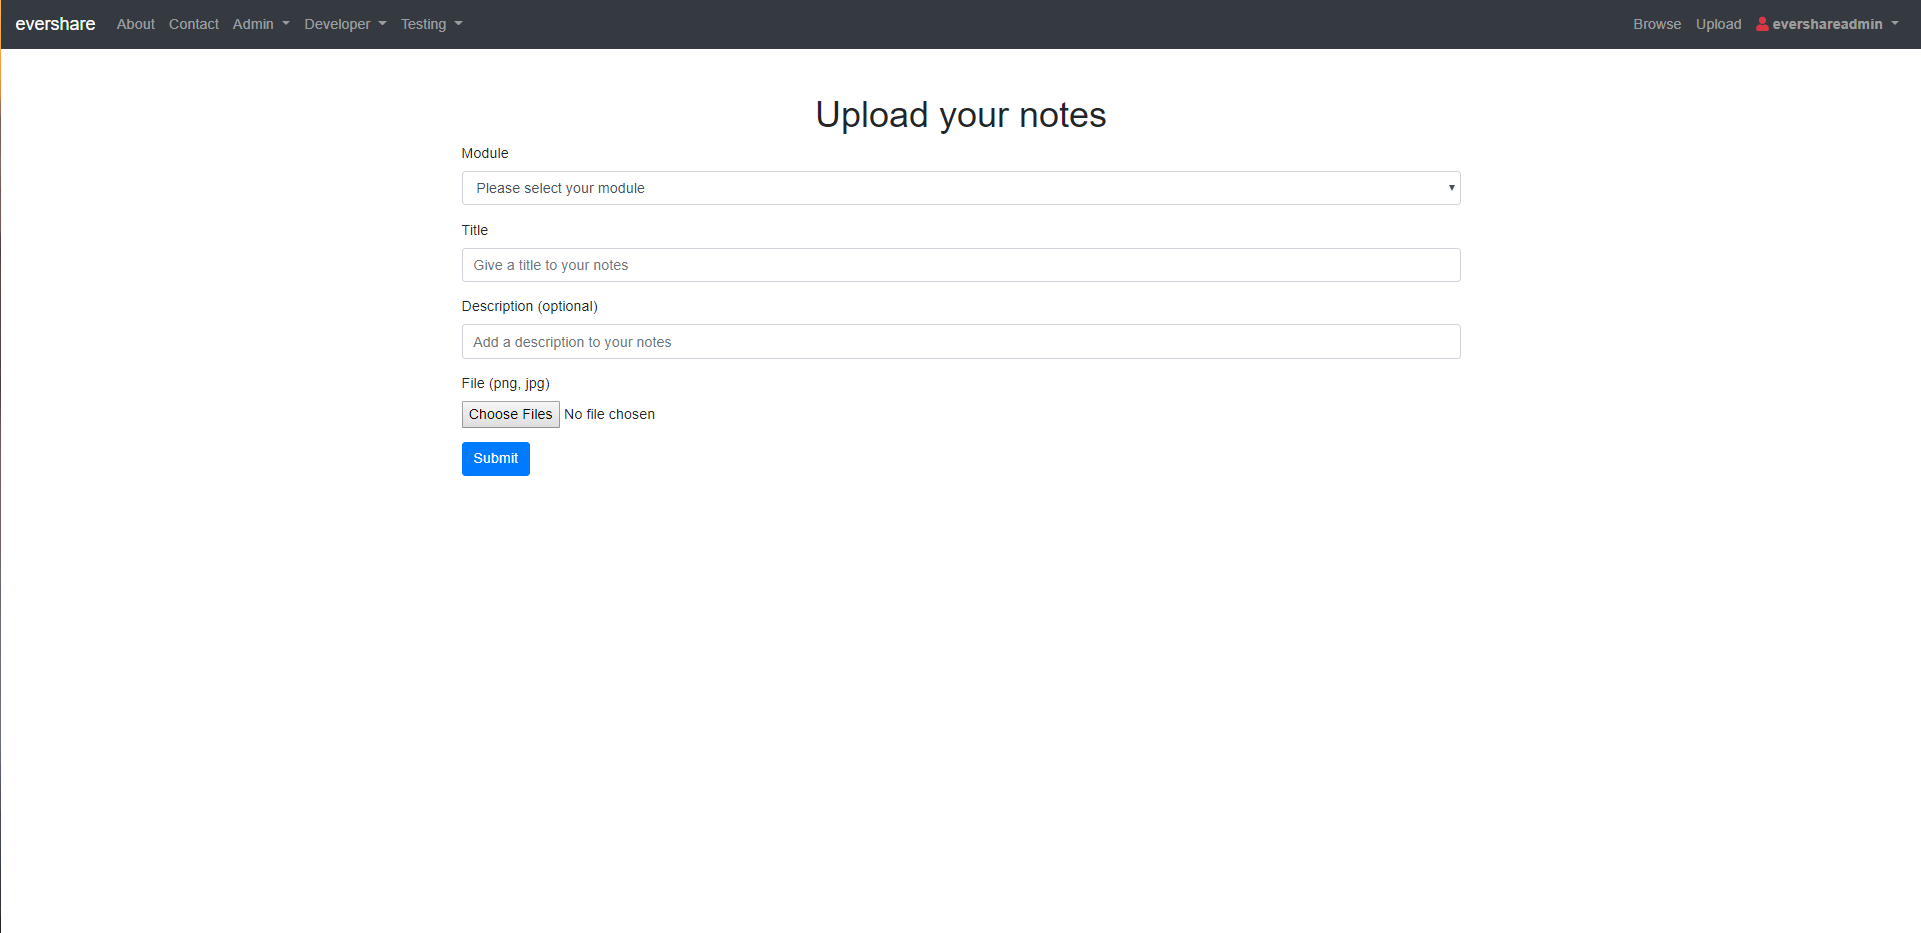 evershare About Contact Admin Developer Testing Browse Upload evershareadmin
Upload your notes
Module
Please select your module
Title
Give a title to your notes
Description (optional)
Add a description to your notes
File (png, jpg)
Choose Files No file chosen
Submit